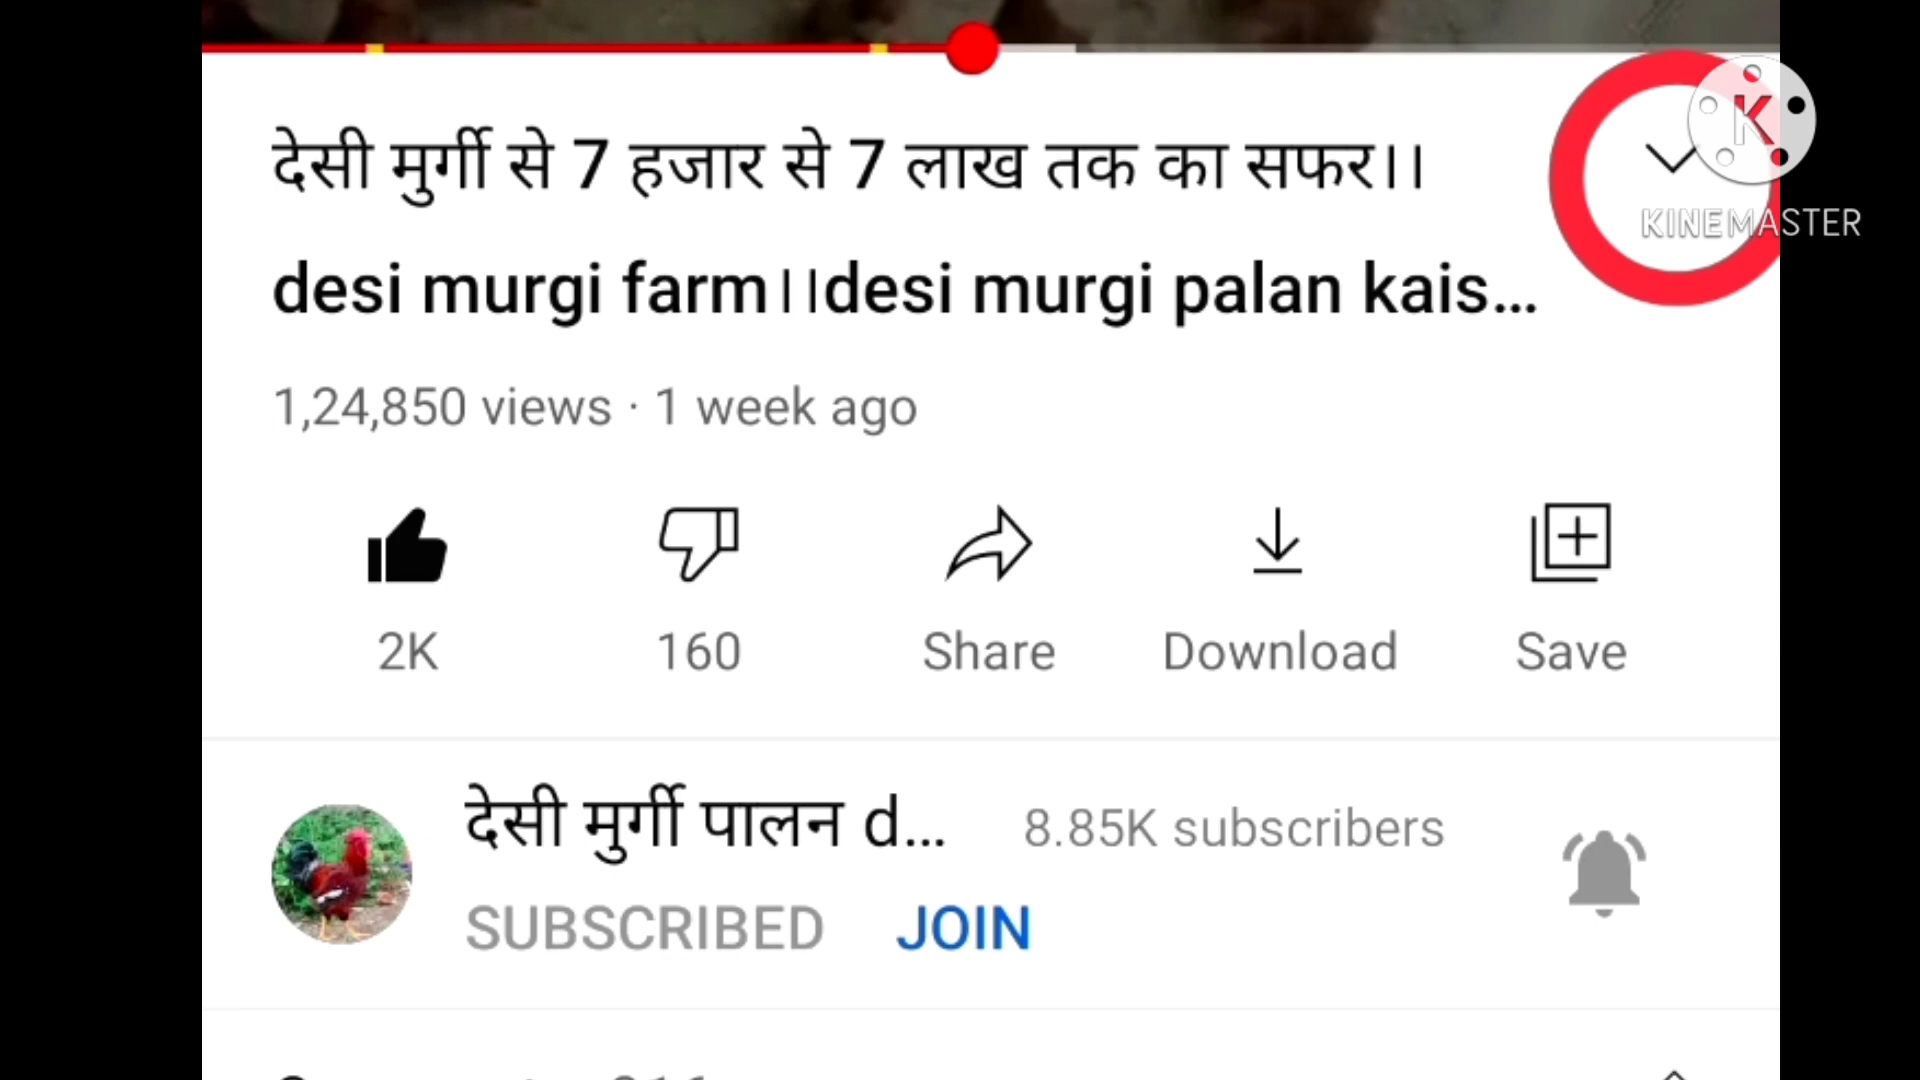 देसी मुर्गी से 7 हजार से 7 लाख तक का सफर।।
desi murgi farm।।desi murgi palan kais...
1,24,850 views · 1 week ago
2K 160 Share Download Save
देसी मुर्गी पालन d... 8.85K subscribers
SUBSCRIBED JOIN
K
KINEMASTER